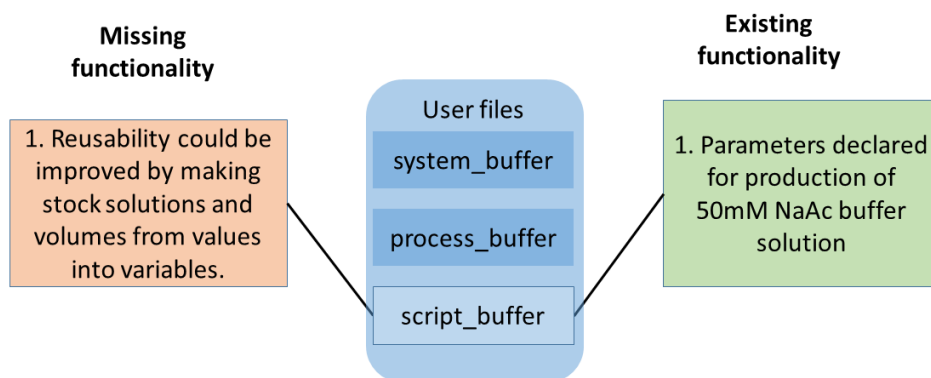 Missing
functionality
Existing
functionality
1. Reusability could be
improved by making
stock solutions and
volumes from values
into variables.
User files
system_buffer
process_buffer
script_buffer
1. Parameters declared
for production of
50mM NaAc buffer
solution